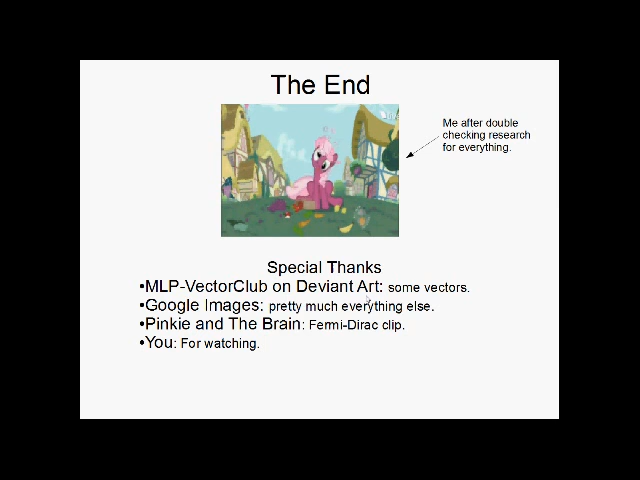 The End
Me after double
checking research
for everything.
Special Thanks
•MLP-VectorClub on Deviant Art: some vectors.
•Google Images: pretty much everything else.
•Pinkie and The Brain: Fermi-Dirac clip.
•You: For watching.